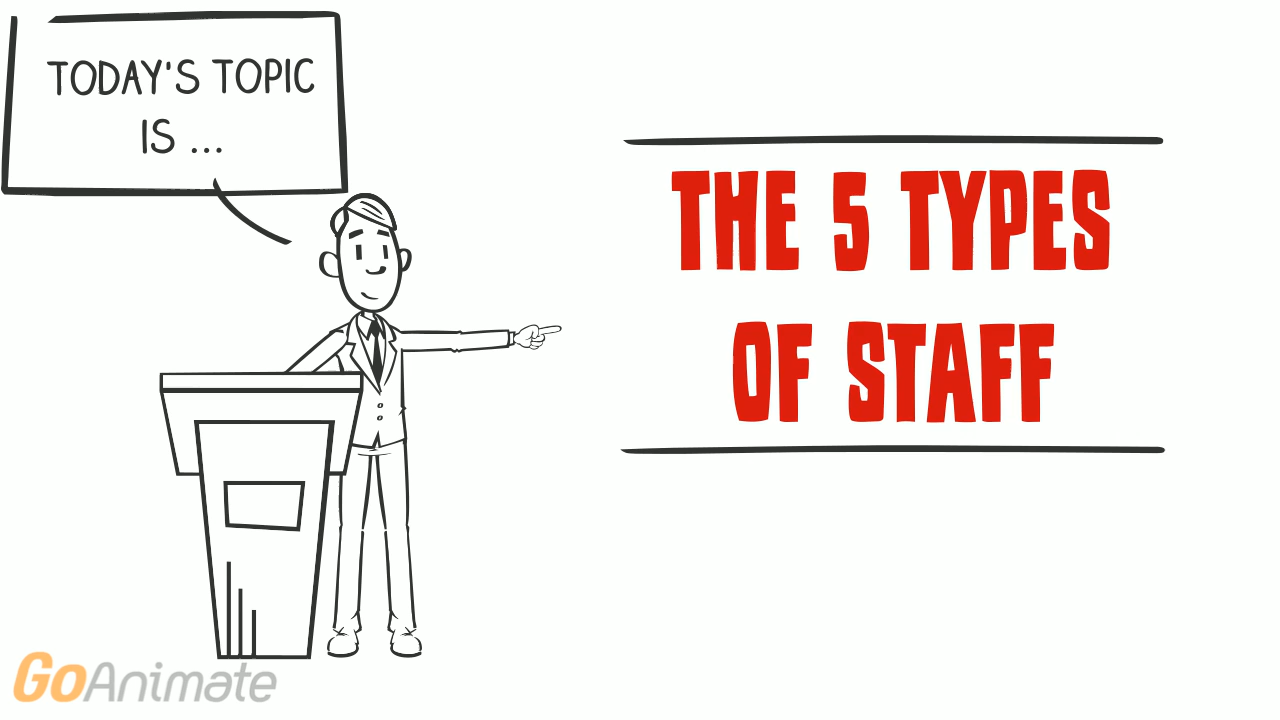 TODAY'S TOPIC
IS ...
THE 5 TYPES
OF STAFF
GoAnimate